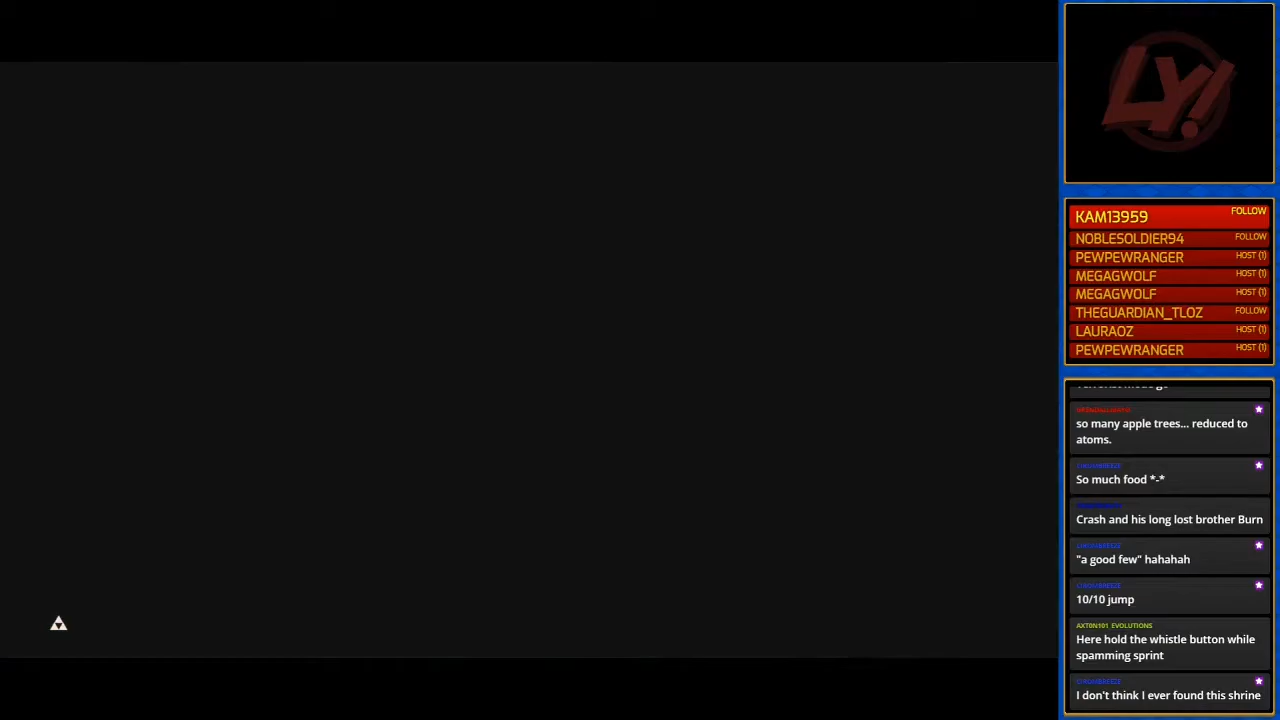 LY!
KAM13959 FOLLOW
NOBLESOLDIER94 FOLLOW
PEWPEWRANGER HOST (1)
MEGAGWOLF HOST (1)
MEGAGWOLF HOST (1)
THEGUARDIAN_TLOZ FOLLOW
LAURAOZ HOST (1)
PEWPEWRANGER HOST (1)
so many apple trees... reduced to
atoms.
So much food *-*
Crash and his long lost brother Burn
"a good few" hahahah
10/10 jump
AXT0N101_EVOLUTIONS
Here hold the whistle button while
spamming sprint
I don't think I ever found this shrine